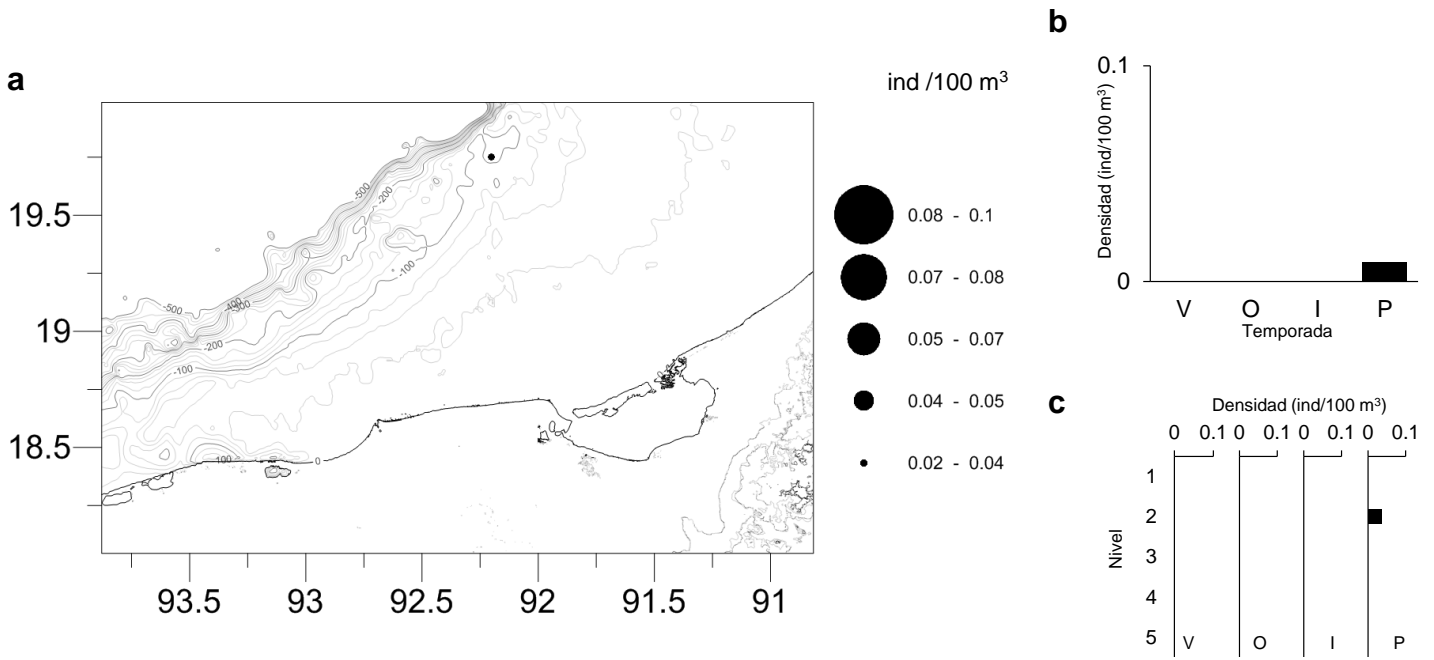 a
ind /100 m³
19.5
19
18.5
93.5
93
92.5
92
91.5
91
-500
-200
-100
-500
-400
-300
-200
-100
100
0
0.08 - 0.1
0.07 - 0.08
0.05 - 0.07
0.04 - 0.05
0.02 - 0.04
b
Densidad (ind/100 m³)
0.1
0
V O I P
Temporada
c
Densidad (ind/100 m³)
0 0.1 0 0.1 0 0.1 0 0.1
Nivel
1
2
3
4
5
V O I P